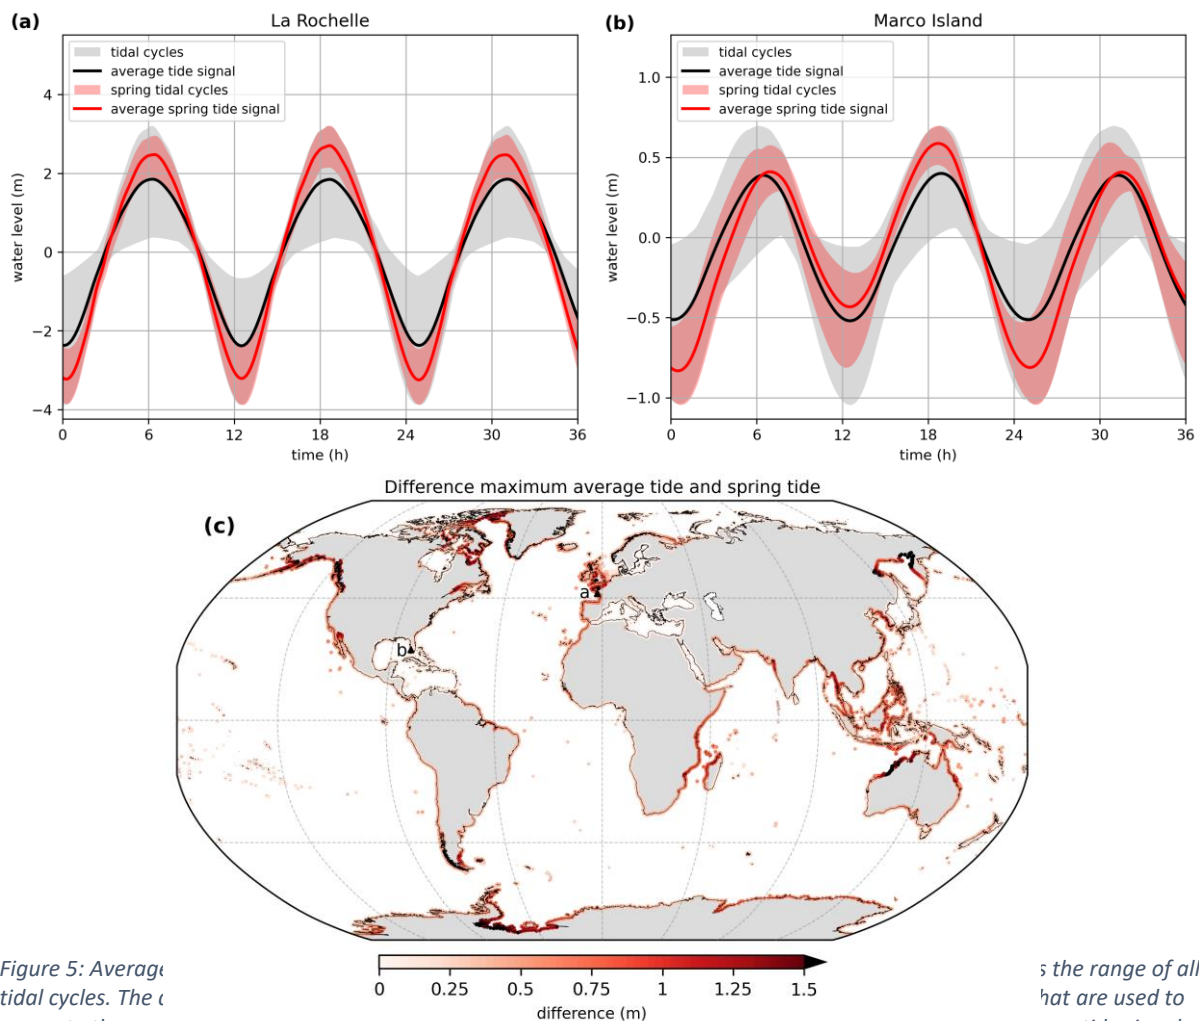 (a)
La Rochelle
tidal cycles
average tide signal
spring tidal cycles
average spring tide signal
water level (m)
4
2
0
−2
−4
0 6 12 18 24 30 36
time (h)
(b)
Marco Island
tidal cycles
average tide signal
spring tidal cycles
average spring tide signal
water level (m)
1.0
0.5
0.0
−0.5
−1.0
0 6 12 18 24 30 36
time (h)
Difference maximum average tide and spring tide
(c)
a
b
0 0.25 0.5 0.75 1 1.25 1.5
difference (m)
Figure 5: Average
s the range of all
tidal cycles. The
hat are used to